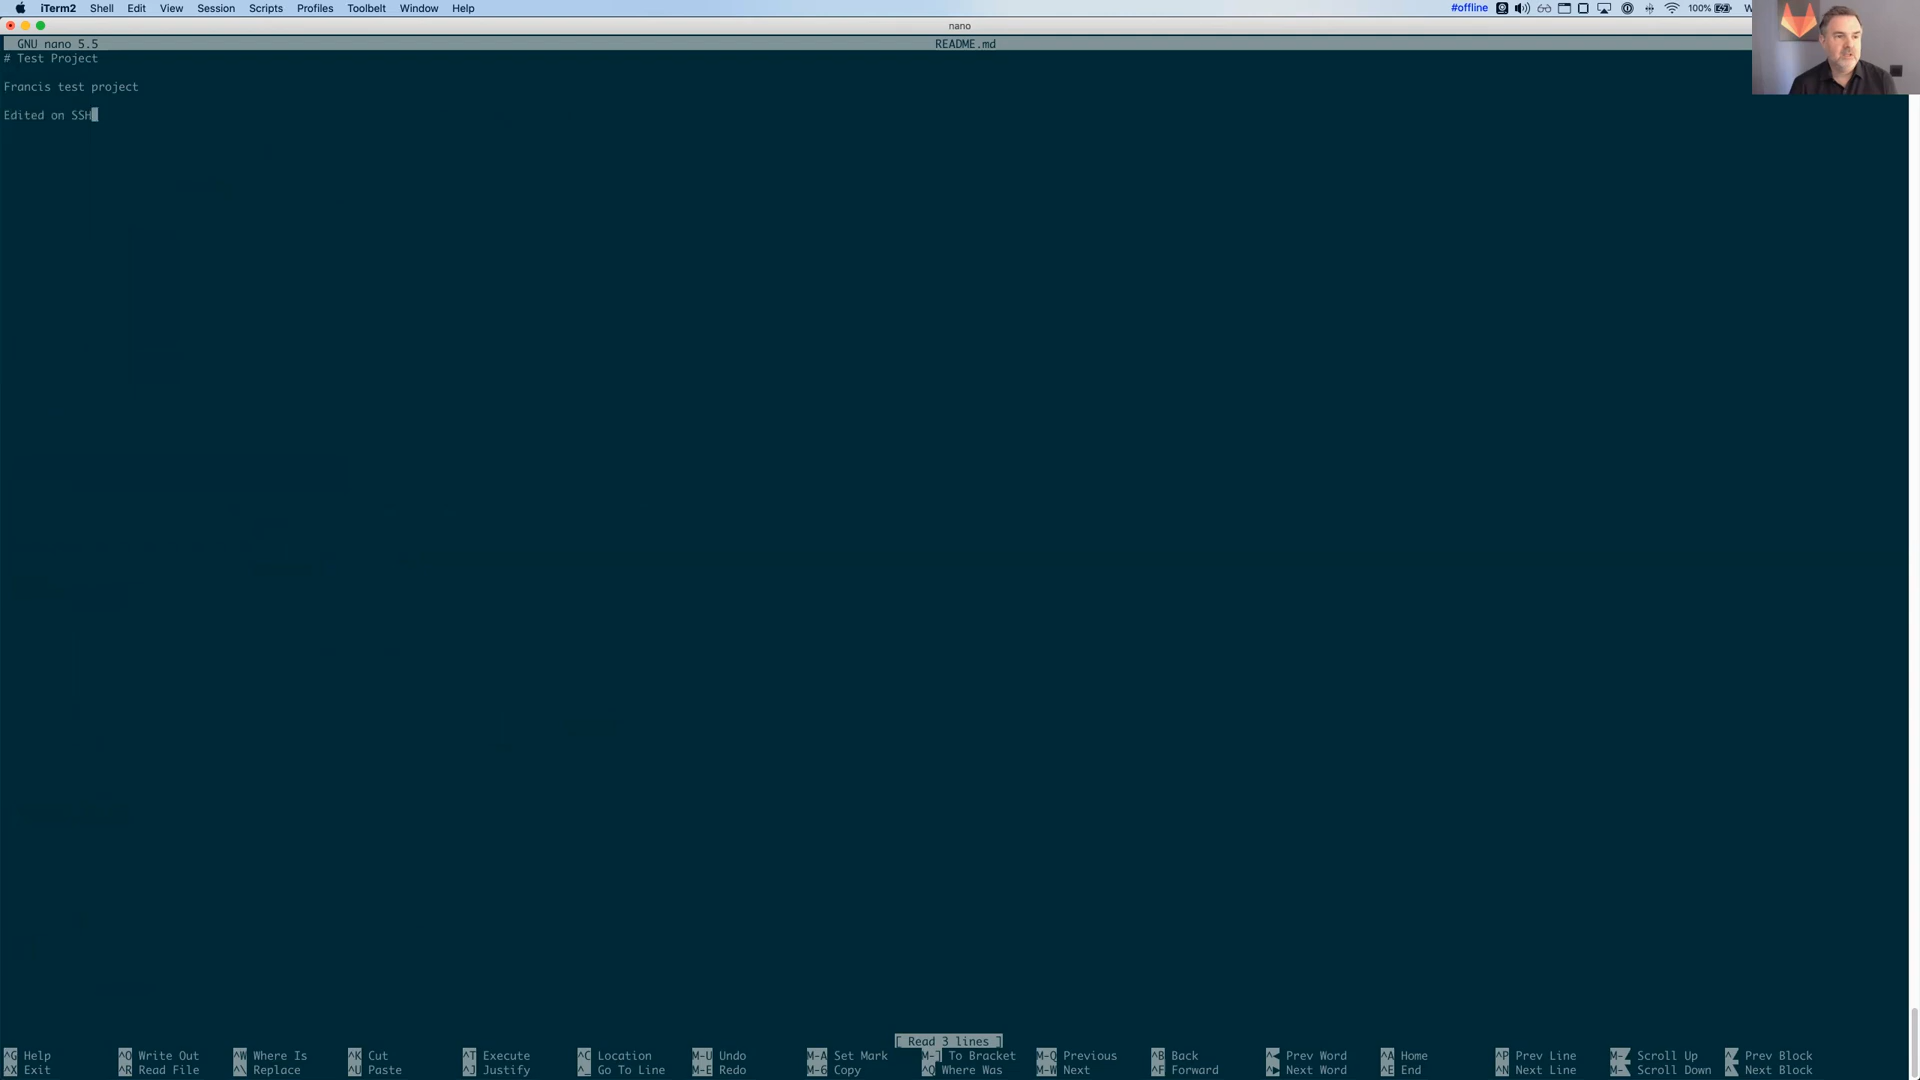 iTerm2 Shell Edit View Session Scripts Profiles Toolbelt Window Help #offline 100%
nano
GNU nano 5.5 README.md
# Test Project
Francis test project
Edited on SSH
[ Read 3 lines ]
^G Help ^O Write Out ^W Where Is ^K Cut ^T Execute ^C Location M-U Undo M-A Set Mark M-] To Bracket M-Q Previous ^B Back ^◀ Prev Word ^A Home ^P Prev Line M-▲ Scroll Up ^▲ Prev Block
^X Exit ^R Read File ^\ Replace ^U Paste ^J Justify ^_ Go To Line M-E Redo M-6 Copy ^Q Where Was M-W Next ^F Forward ^▶ Next Word ^E End ^N Next Line M-▼ Scroll Down ^▼ Next Block